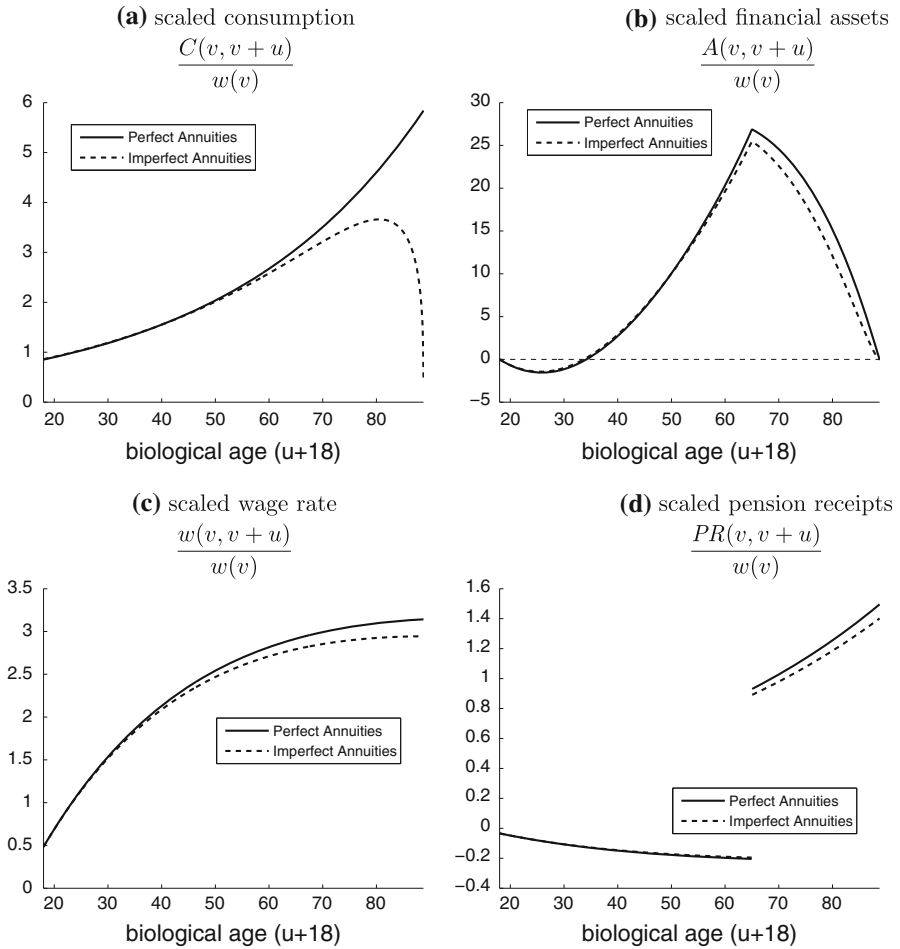 (a) scaled consumption
C(v, v + u)
w(v)
6
5
4
3
2
1
0
Perfect Annuities
Imperfect Annuities
20 30 40 50 60 70 80
biological age (u+18)
(b) scaled financial assets
A(v, v + u)
w(v)
30
25
20
15
10
5
0
−5
Perfect Annuities
Imperfect Annuities
20 30 40 50 60 70 80
biological age (u+18)
(c) scaled wage rate
w(v, v + u)
w(v)
3.5
3
2.5
2
1.5
1
0.5
0
Perfect Annuities
Imperfect Annuities
20 30 40 50 60 70 80
biological age (u+18)
(d) scaled pension receipts
PR(v, v + u)
w(v)
1.6
1.4
1.2
1
0.8
0.6
0.4
0.2
0
−0.2
−0.4
Perfect Annuities
Imperfect Annuities
20 30 40 50 60 70 80
biological age (u+18)